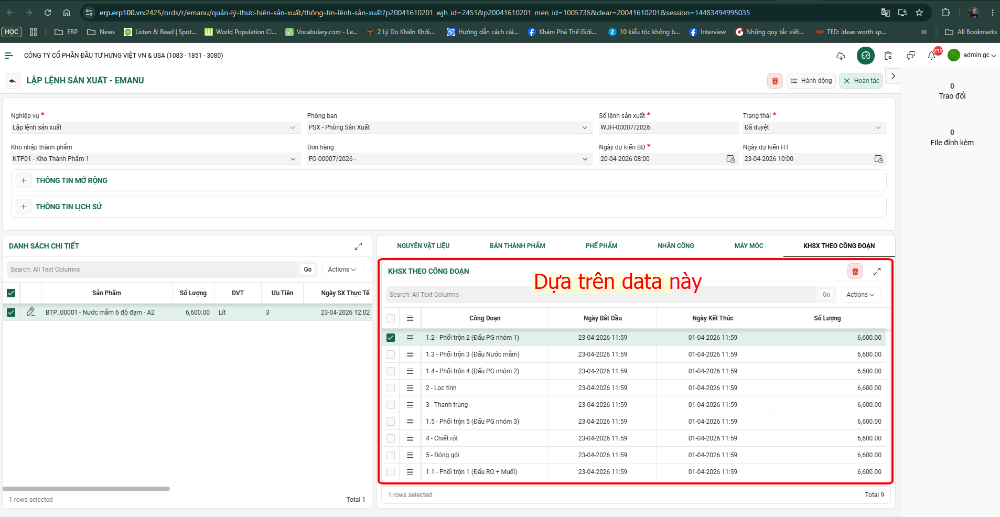 erp.erp100.vn:2425/ords/r/emanu/quản-lý-thực-hiện-sản-xuất/thông-tin-lệnh-sản-xuất?p20041610201_wjh_id=2451&p20041610201_men_id=1005735&clear=20041610201&session=14483494995035
HỌC
ERP
News
Listen & Read | Spot...
World Population Cl...
Vocabulary.com - Le...
2 Lý Do Khiến Khởi...
Hướng dẫn cách cài...
Khám Phá Thế Giới...
10 kiểu tóc không b...
Interview
Những quy tắc viết...
TED: Ideas worth sp...
All Bookmarks
CÔNG TY CỔ PHẦN ĐẦU TƯ HƯNG VIỆT VN & USA (1083 - 1851 - 3080)
212
admin.gc
LẬP LỆNH SẢN XUẤT - EMANU
Hành động
Hoàn tác
0
Trao đổi
0
File đính kèm
Nghiệp vụ *
Phòng ban
Số lệnh sản xuất *
Trạng thái *
Lập lệnh sản xuất
PSX - Phòng Sản Xuất
WJH-00007/2026
Đã duyệt
Kho nhập thành phẩm
Đơn hàng
Ngày dự kiến BĐ *
Ngày dự kiến HT
KTP01 - Kho Thành Phẩm 1
FO-00007/2026 -
20-04-2026 08:00
23-04-2026 10:00
THÔNG TIN MỞ RỘNG
THÔNG TIN LỊCH SỬ
DANH SÁCH CHI TIẾT
Search: All Text Columns
Go
Actions
Sản Phẩm Số Lượng ĐVT Ưu Tiên Ngày SX Thực Tế
BTP_00001 - Nước mắm 6 độ đạm - A2 6,600.00 Lít 3 23-04-2026 12:02
1 rows selected
Total 1
NGUYÊN VẬT LIỆU
BÁN THÀNH PHẨM
PHẾ PHẨM
NHÂN CÔNG
MÁY MÓC
KHSX THEO CÔNG ĐOẠN
KHSX THEO CÔNG ĐOẠN
Dựa trên data này
Search: All Text Columns
Go
Actions
Công Đoạn Ngày Bắt Đầu Ngày Kết Thúc Số Lượng
1.2 - Phối trộn 2 (Đấu PG nhóm 1) 23-04-2026 11:59 01-04-2026 11:59 6,600.00
1.3 - Phối trộn 3 (Đấu Nước mắm) 23-04-2026 11:59 01-04-2026 11:59 6,600.00
1.4 - Phối trộn 4 (Đấu PG nhóm 2) 23-04-2026 11:59 01-04-2026 11:59 6,600.00
2 - Lọc tinh 23-04-2026 11:59 01-04-2026 11:59 6,600.00
3 - Thanh trùng 23-04-2026 11:59 01-04-2026 11:59 6,600.00
1.5 - Phối trộn 5 (Đấu PG nhóm 3) 23-04-2026 11:59 01-04-2026 11:59 6,600.00
4 - Chiết rót 23-04-2026 11:59 01-04-2026 11:59 6,600.00
5 - Đóng gói 23-04-2026 11:59 01-04-2026 11:59 6,600.00
1.1 - Phối trộn 1 (Đấu RO + Muối) 23-04-2026 11:59 01-04-2026 11:59 6,600.00
1 rows selected
Total 9